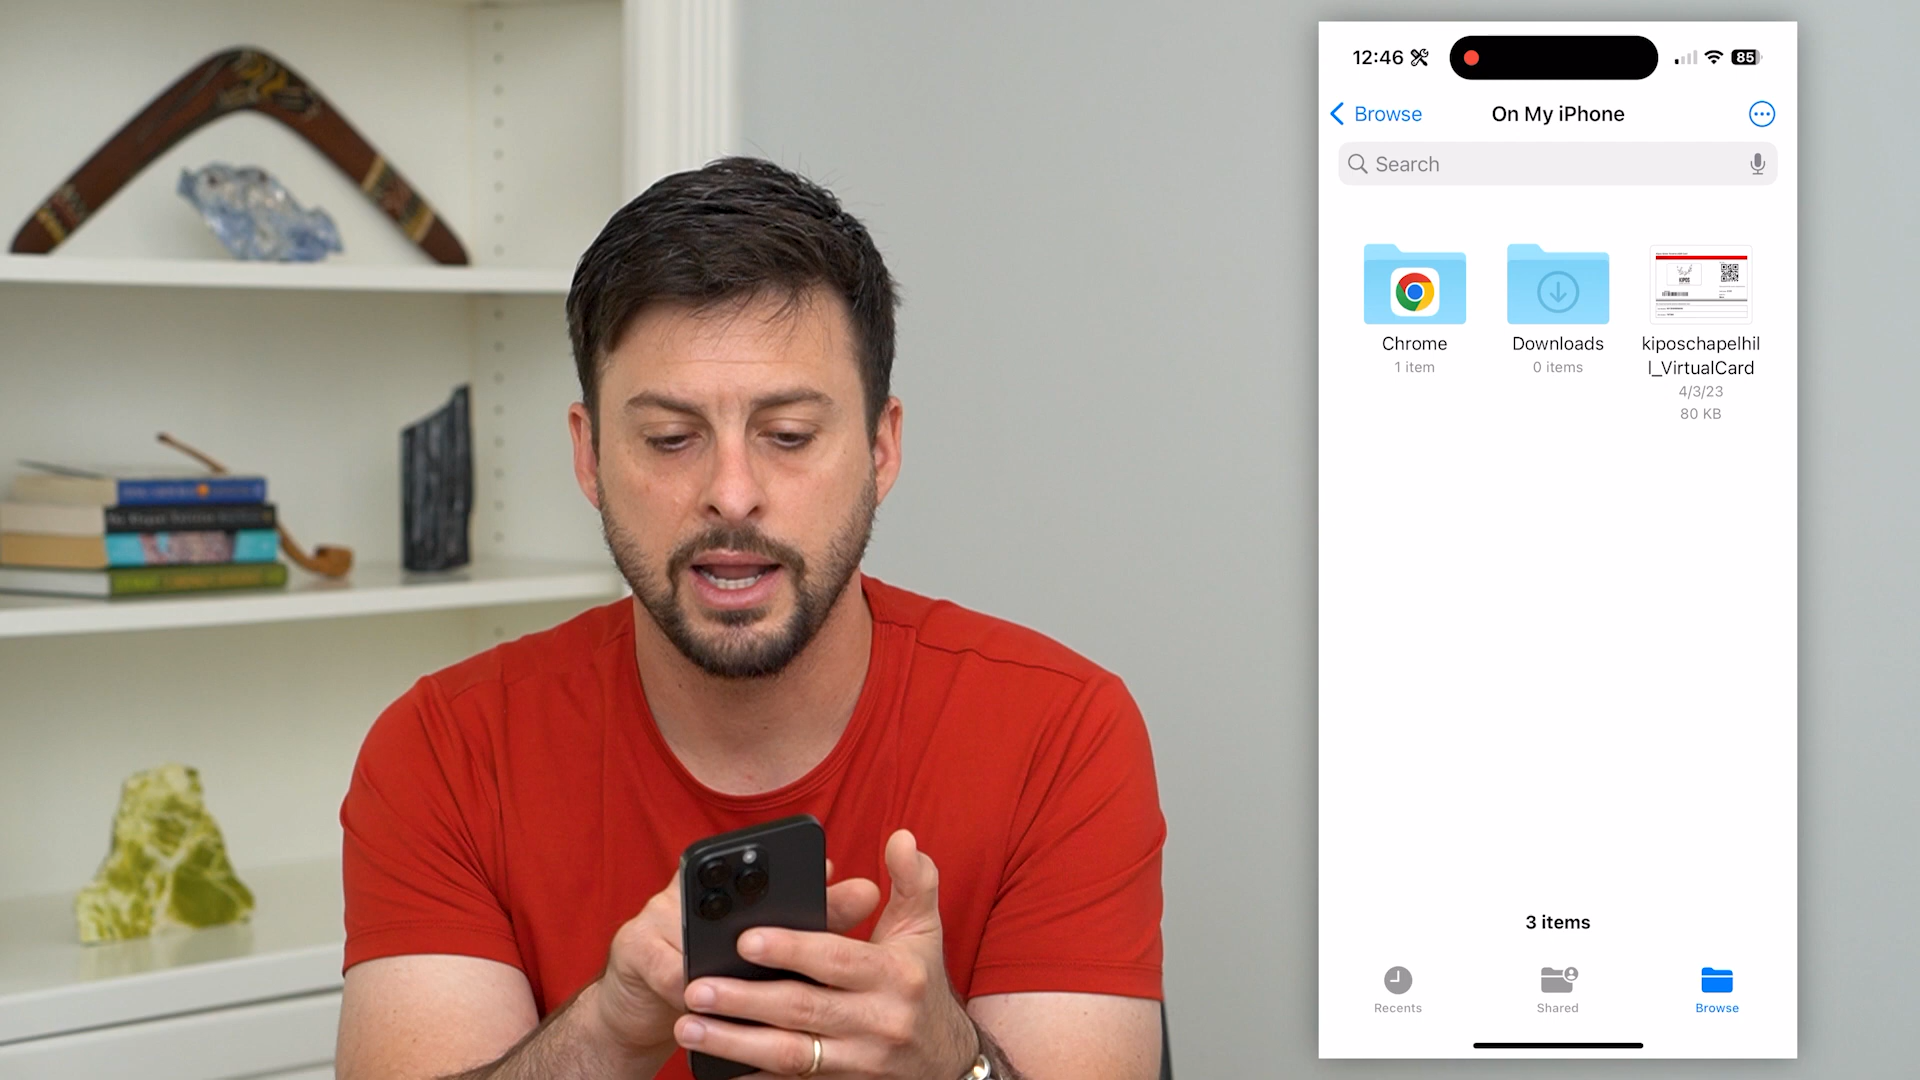 12:46
85
Browse
On My iPhone
Search
Chrome
1 item
Downloads
0 items
kiposchapelhil
l_VirtualCard
4/3/23
80 KB
KIPOS
3 items
Recents
Shared
Browse